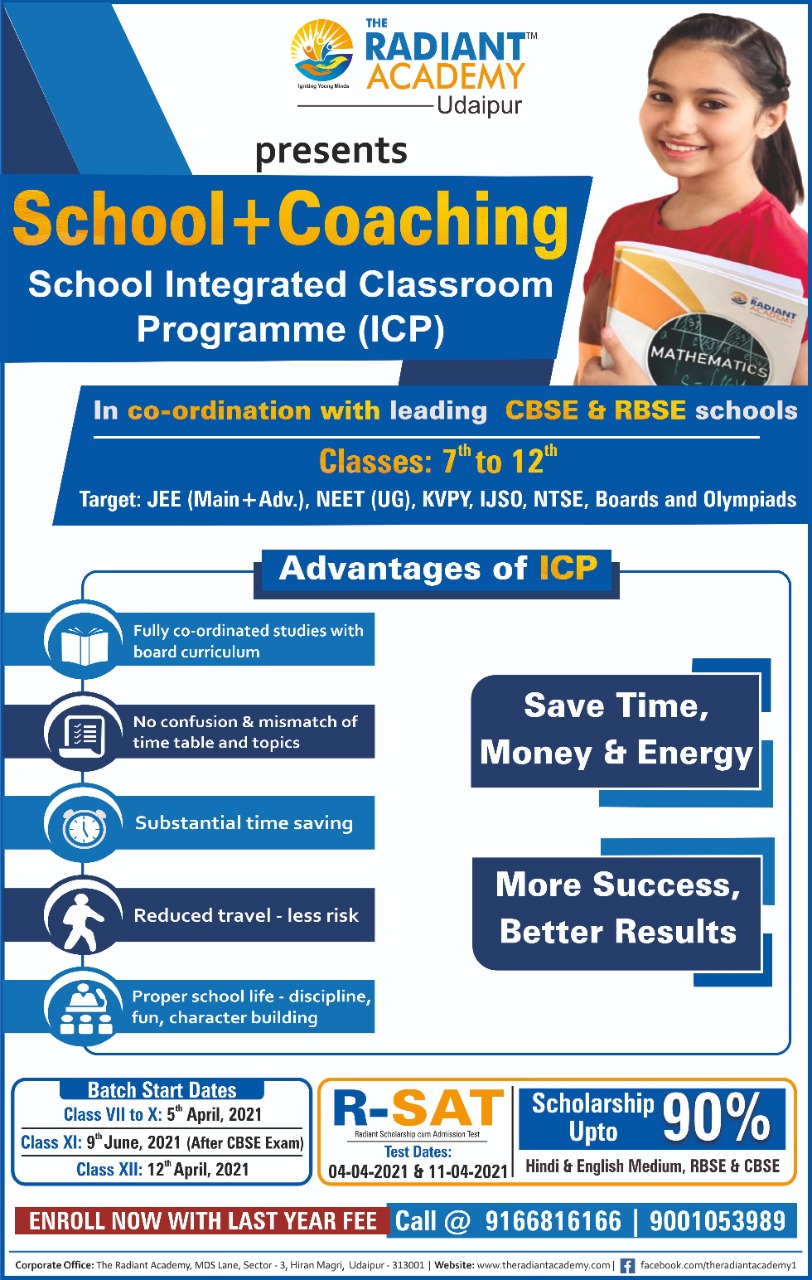 THE
RADIANT™
ACADEMY
Igniting Young Minds
Udaipur
presents
School+Coaching
School Integrated Classroom
Programme (ICP)
RADIANT
ACADEMY
MATHEMATICS
In co-ordination with leading CBSE & RBSE schools
Classes: 7th to 12th
Target: JEE (Main+Adv.), NEET (UG), KVPY, IJSO, NTSE, Boards and Olympiads
Advantages of ICP
Fully co-ordinated studies with
board curriculum
No confusion & mismatch of
time table and topics
Substantial time saving
Reduced travel - less risk
Proper school life - discipline,
fun, character building
Save Time,
Money & Energy
More Success,
Better Results
Batch Start Dates
Class VII to X: 5th April, 2021
Class XI: 9th June, 2021 (After CBSE Exam)
Class XII: 12th April, 2021
R-SAT
Radiant Scholarship cum Admission Test
Test Dates:
04-04-2021 & 11-04-2021
Scholarship
Upto 90%
Hindi & English Medium, RBSE & CBSE
ENROLL NOW WITH LAST YEAR FEE Call @ 9166816166 | 9001053989
Corporate Office: The Radiant Academy, MDS Lane, Sector - 3, Hiran Magri, Udaipur - 313001 | Website: www.theradiantacademy.com | facebook.com/theradiantacademy1